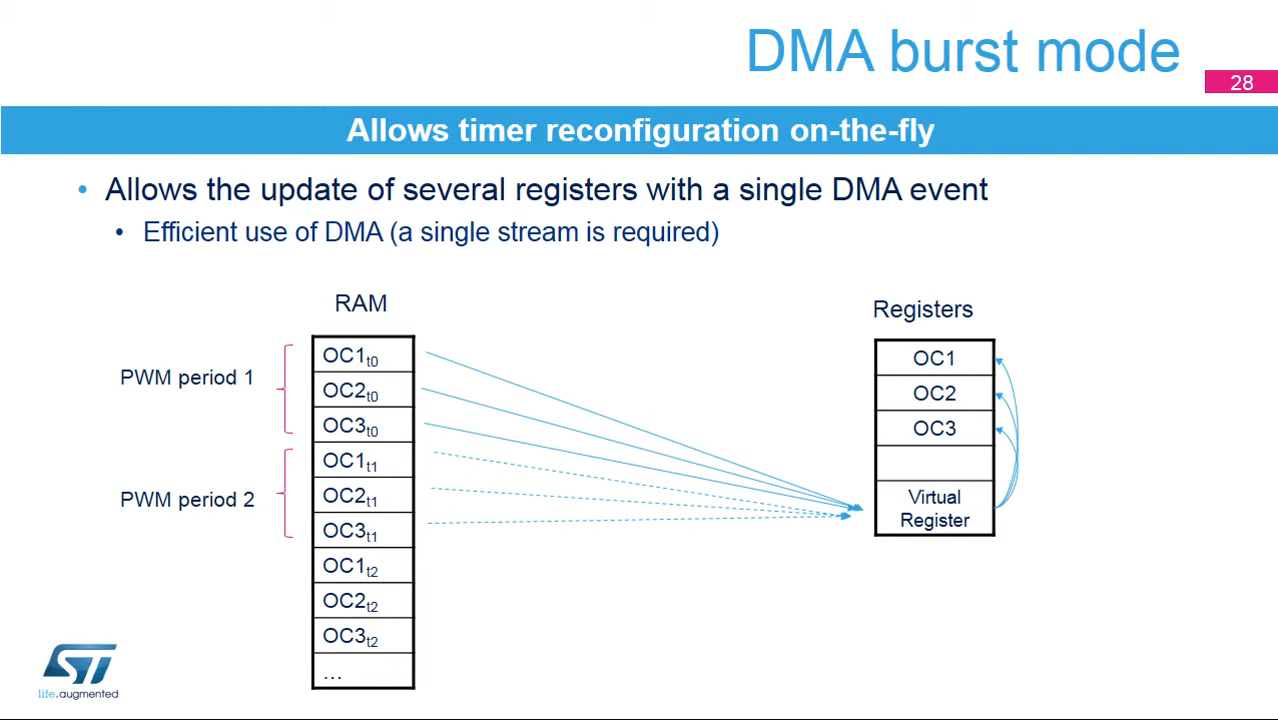 DMA burst mode
28
Allows timer reconfiguration on-the-fly
• Allows the update of several registers with a single DMA event
• Efficient use of DMA (a single stream is required)
RAM
Registers
PWM period 1
PWM period 2
OC1t0
OC2t0
OC3t0
OC1t1
OC2t1
OC3t1
OC1t2
OC2t2
OC3t2
...
OC1
OC2
OC3
Virtual
Register
ST
life.augmented